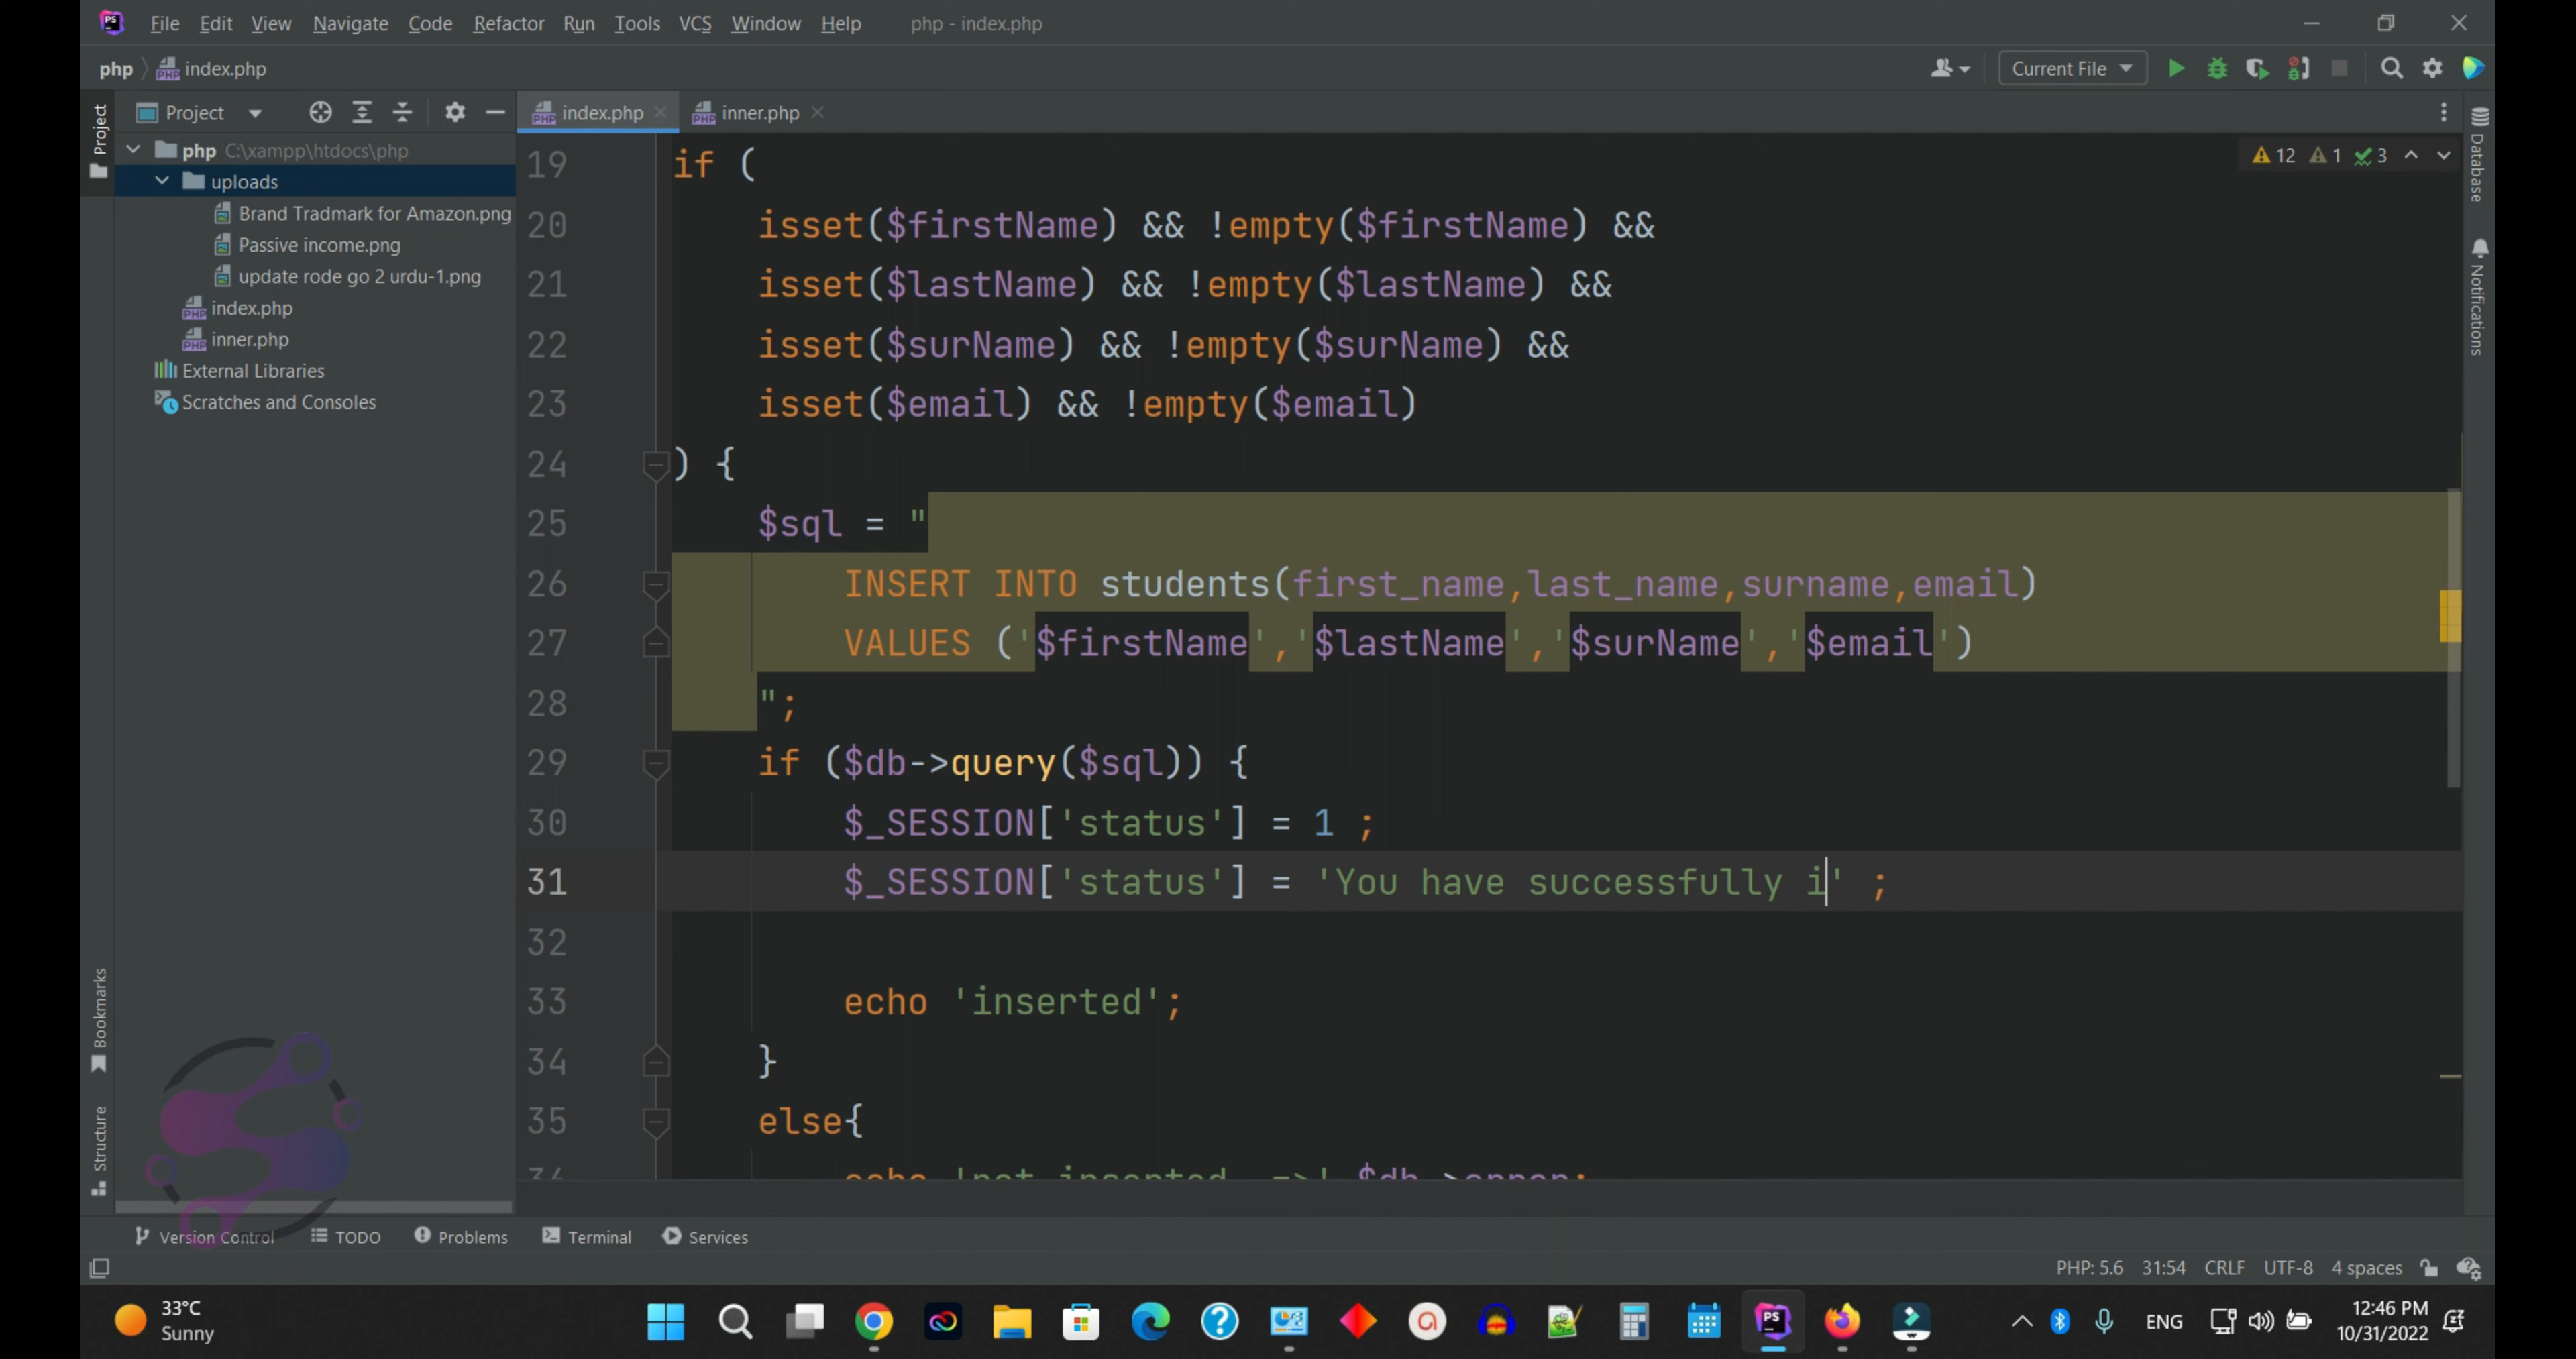 File Edit View Navigate Code Refactor Run Tools VCS Window Help php - index.php
php index.php Current File
Project index.php inner.php
Project
php C:\xampp\htdocs\php
uploads
Brand Tradmark for Amazon.png
Passive income.png
update rode go 2 urdu-1.png
index.php
inner.php
External Libraries
Scratches and Consoles
12 1 3
Database
Notifications
19 if (
20 isset($firstName) && !empty($firstName) &&
21 isset($lastName) && !empty($lastName) &&
22 isset($surName) && !empty($surName) &&
23 isset($email) && !empty($email)
24 ) {
25 $sql = "
26 INSERT INTO students(first_name,last_name,surname,email)
27 VALUES ('$firstName','$lastName','$surName','$email')
28 ";
29 if ($db->query($sql)) {
30 $_SESSION['status'] = 1 ;
31 $_SESSION['status'] = 'You have successfully i' ;
32
33 echo 'inserted';
34 }
35 else{
Bookmarks
Structure
Version Control TODO Problems Terminal Services
PHP: 5.6 31:54 CRLF UTF-8 4 spaces
33°C
Sunny
ENG
12:46 PM
10/31/2022